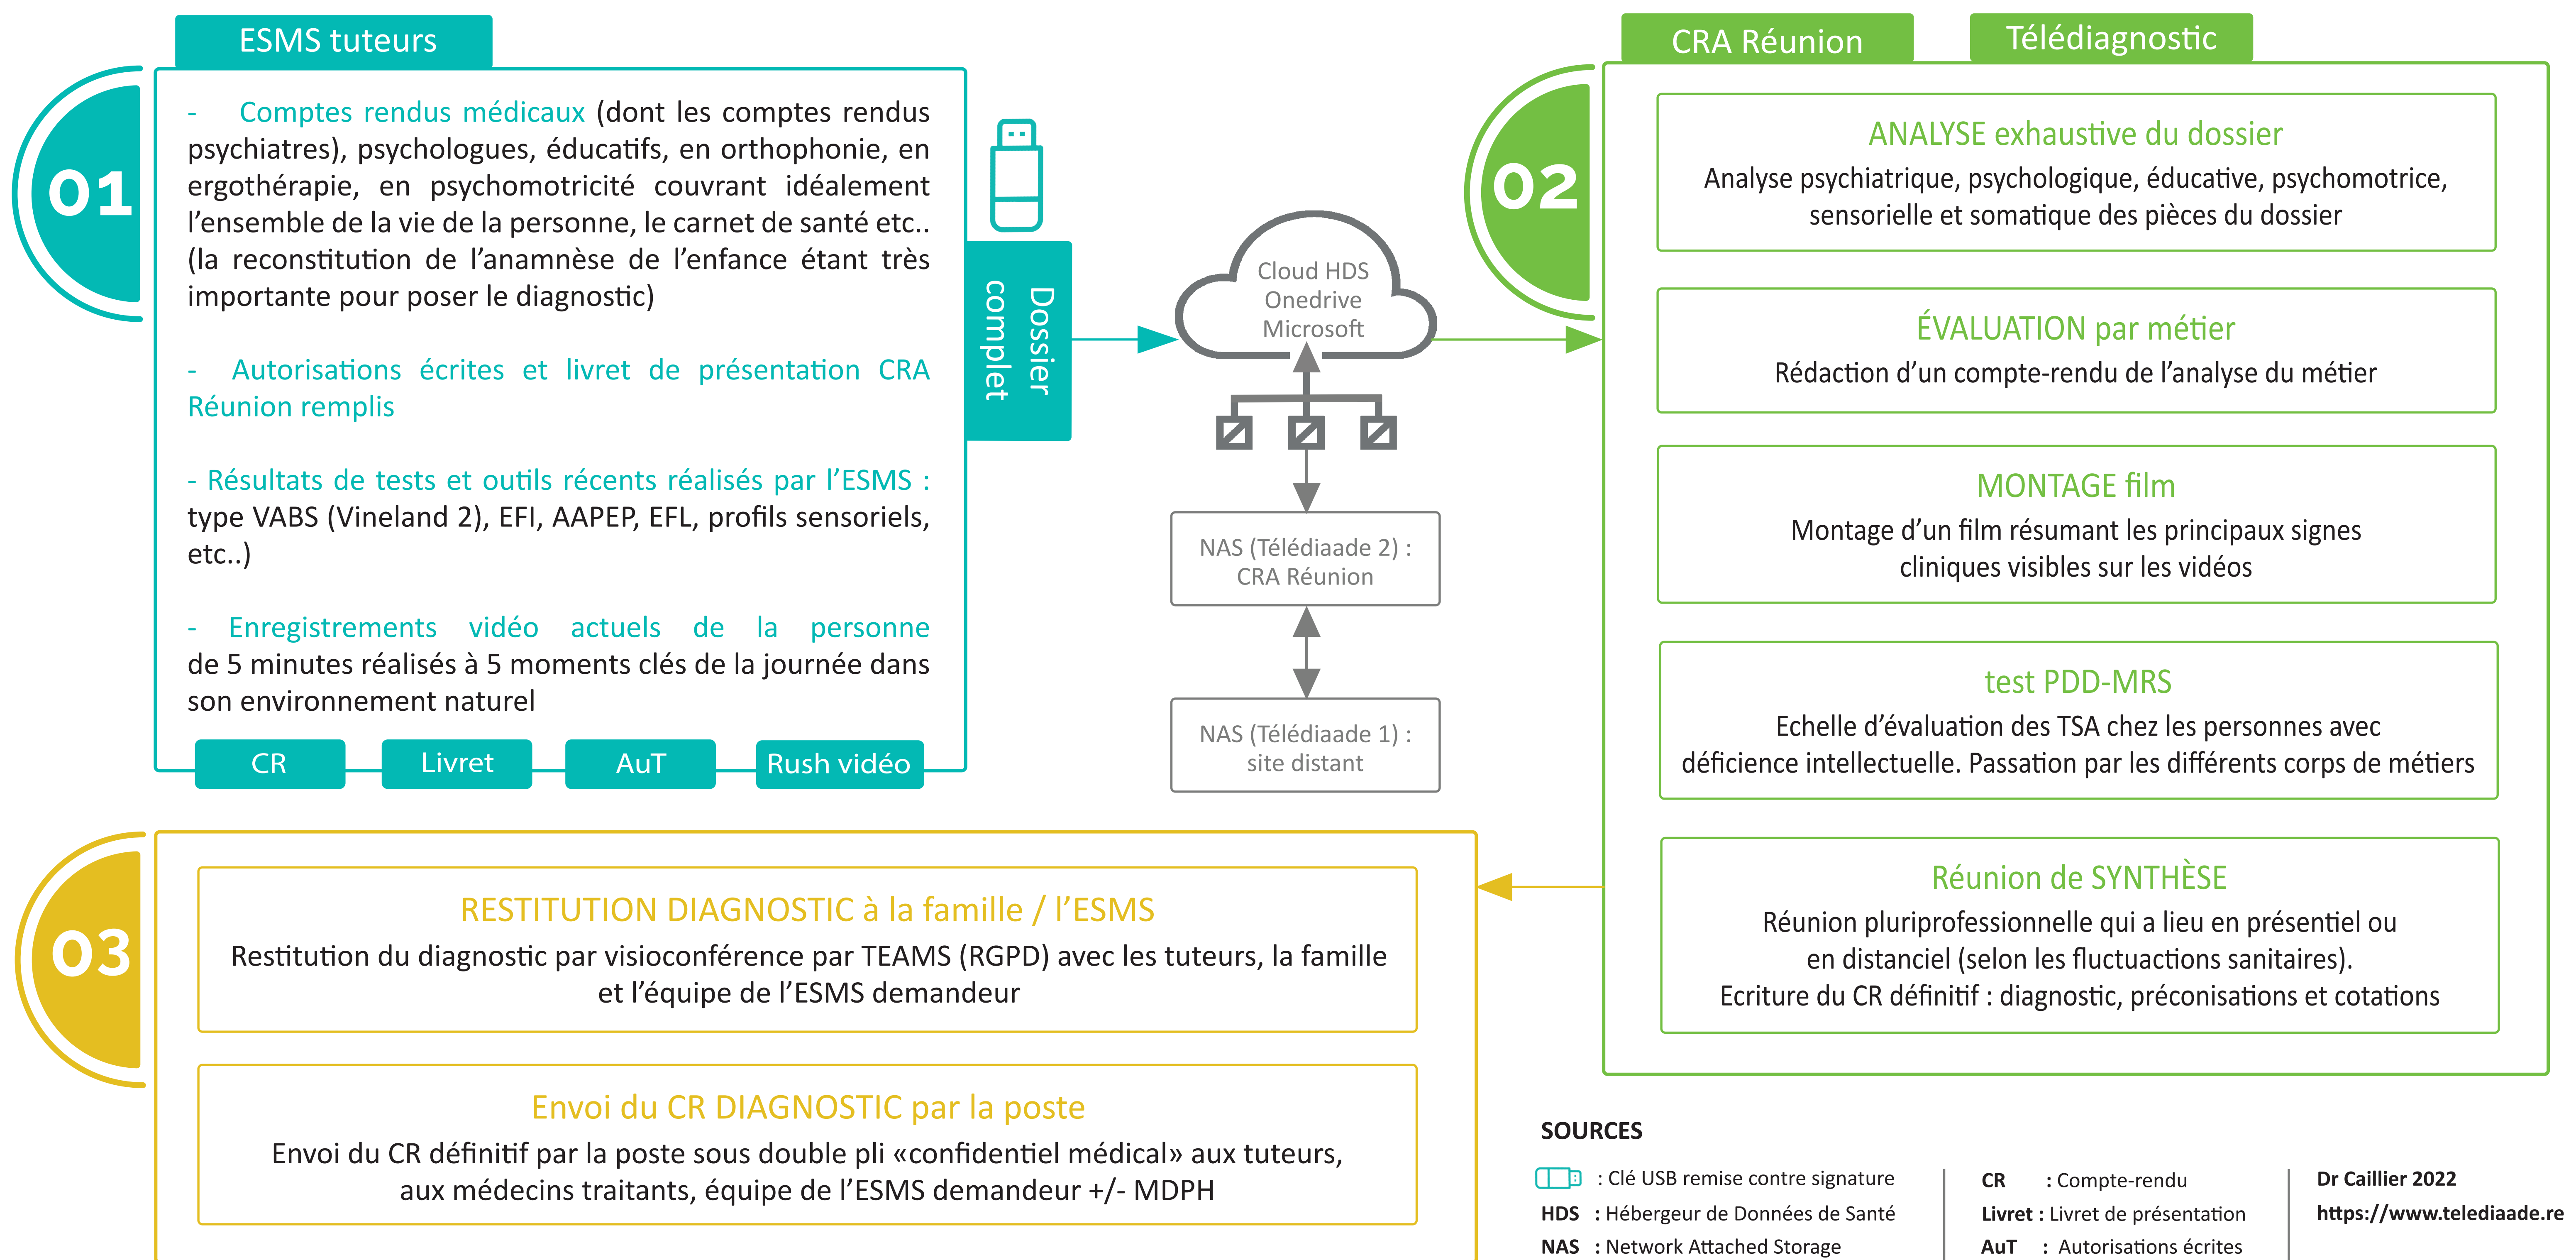 ESMS tuteurs
01
- Comptes rendus médicaux (dont les comptes rendus
psychiatres), psychologues, éducatifs, en orthophonie, en
ergothérapie, en psychomotricité couvrant idéalement
l’ensemble de la vie de la personne, le carnet de santé etc..
(la reconstitution de l’anamnèse de l’enfance étant très
importante pour poser le diagnostic)
- Autorisations écrites et livret de présentation CRA
Réunion remplis
- Résultats de tests et outils récents réalisés par l’ESMS :
type VABS (Vineland 2), EFI, AAPEP, EFL, profils sensoriels,
etc..)
- Enregistrements vidéo actuels de la personne
de 5 minutes réalisés à 5 moments clés de la journée dans
son environnement naturel
CR
Livret
AuT
Rush vidéo
Dossier
complet
Cloud HDS
Onedrive
Microsoft
NAS (Télédiaade 2) :
CRA Réunion
NAS (Télédiaade 1) :
site distant
CRA Réunion
Télédiagnostic
02
ANALYSE exhaustive du dossier
Analyse psychiatrique, psychologique, éducative, psychomotrice,
sensorielle et somatique des pièces du dossier
ÉVALUATION par métier
Rédaction d’un compte-rendu de l’analyse du métier
MONTAGE film
Montage d’un film résumant les principaux signes
cliniques visibles sur les vidéos
test PDD-MRS
Echelle d’évaluation des TSA chez les personnes avec
déficience intellectuelle. Passation par les différents corps de métiers
Réunion de SYNTHÈSE
Réunion pluriprofessionnelle qui a lieu en présentiel ou
en distanciel (selon les fluctuactions sanitaires).
Ecriture du CR définitif : diagnostic, préconisations et cotations
03
RESTITUTION DIAGNOSTIC à la famille / l’ESMS
Restitution du diagnostic par visioconférence par TEAMS (RGPD) avec les tuteurs, la famille
et l’équipe de l’ESMS demandeur
Envoi du CR DIAGNOSTIC par la poste
Envoi du CR définitif par la poste sous double pli «confidentiel médical» aux tuteurs,
aux médecins traitants, équipe de l’ESMS demandeur +/- MDPH
SOURCES
: Clé USB remise contre signature
HDS : Hébergeur de Données de Santé
NAS : Network Attached Storage
CR : Compte-rendu
Livret : Livret de présentation
AuT : Autorisations écrites
Dr Caillier 2022
https://www.telediaade.re